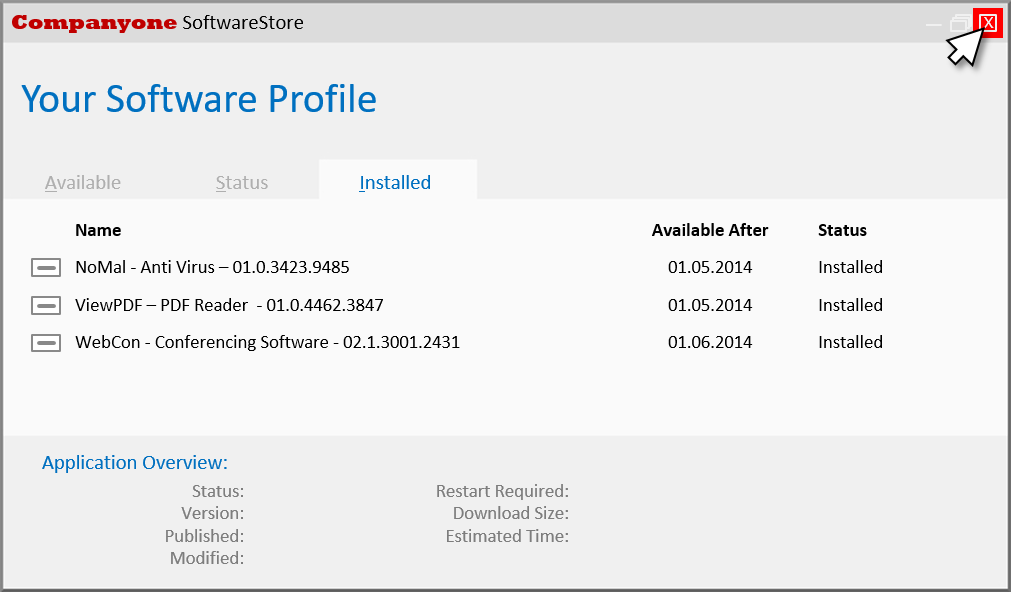 Companyone SoftwareStore
X
Your Software Profile
Available Status Installed
Name Available After Status
NoMal - Anti Virus – 01.0.3423.9485 01.05.2014 Installed
ViewPDF – PDF Reader - 01.0.4462.3847 01.05.2014 Installed
WebCon - Conferencing Software - 02.1.3001.2431 01.06.2014 Installed
Application Overview:
Status: Restart Required:
Version: Download Size:
Published: Estimated Time:
Modified: